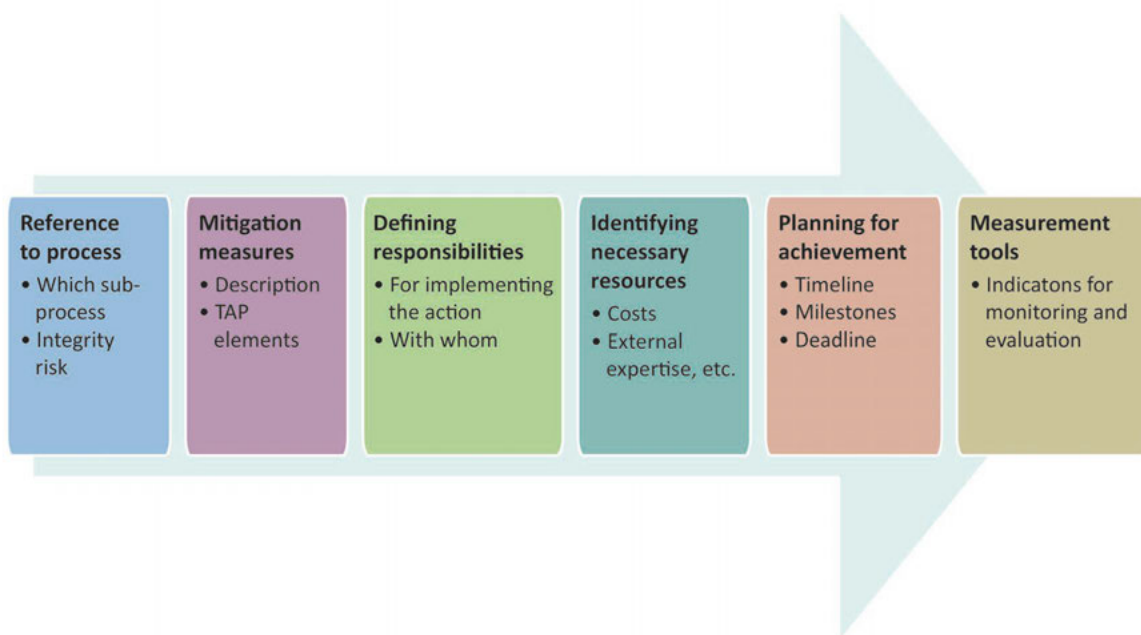 Reference
to process
• Which sub-
process
• Integrity
risk
Mitigation
measures
• Description
• TAP
elements
Defining
responsibilities
• For implementing
the action
• With whom
Identifying
necessary
resources
• Costs
• External
expertise, etc.
Planning for
achievement
• Timeline
• Milestones
• Deadline
Measurement
tools
• Indicatons for
monitoring and
evaluation